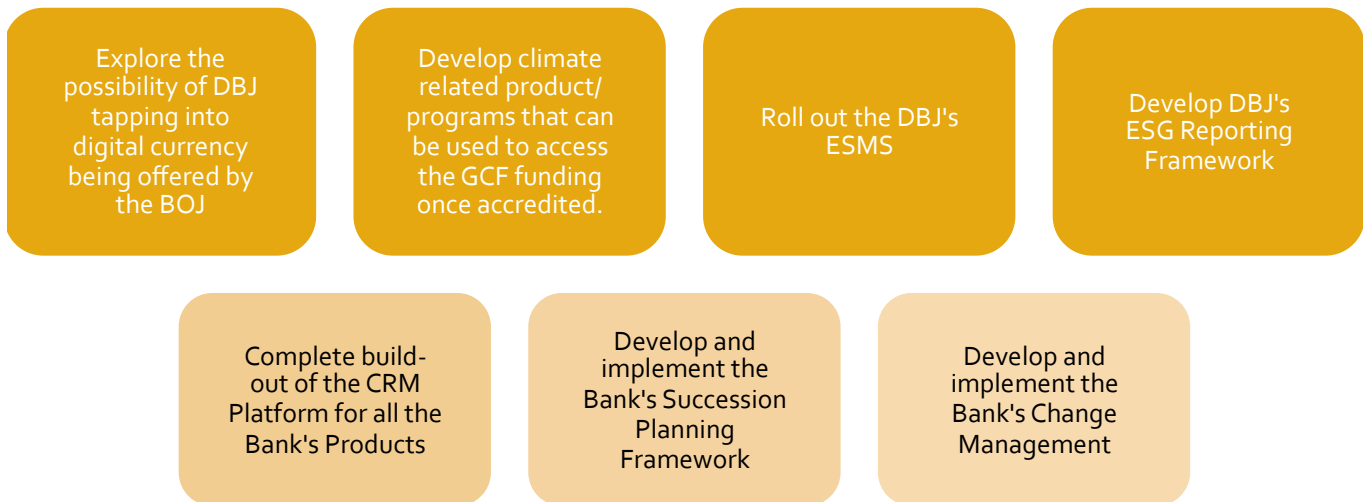 Explore the
possibility of DBJ
tapping into
digital currency
being offered by
the BOJ
Develop climate
related product/
programs that can
be used to access
the GCF funding
once accredited.
Roll out the DBJ's
ESMS
Develop DBJ's
ESG Reporting
Framework
Complete build-
out of the CRM
Platform for all the
Bank's Products
Develop and
implement the
Bank's Succession
Planning
Framework
Develop and
implement the
Bank's Change
Management